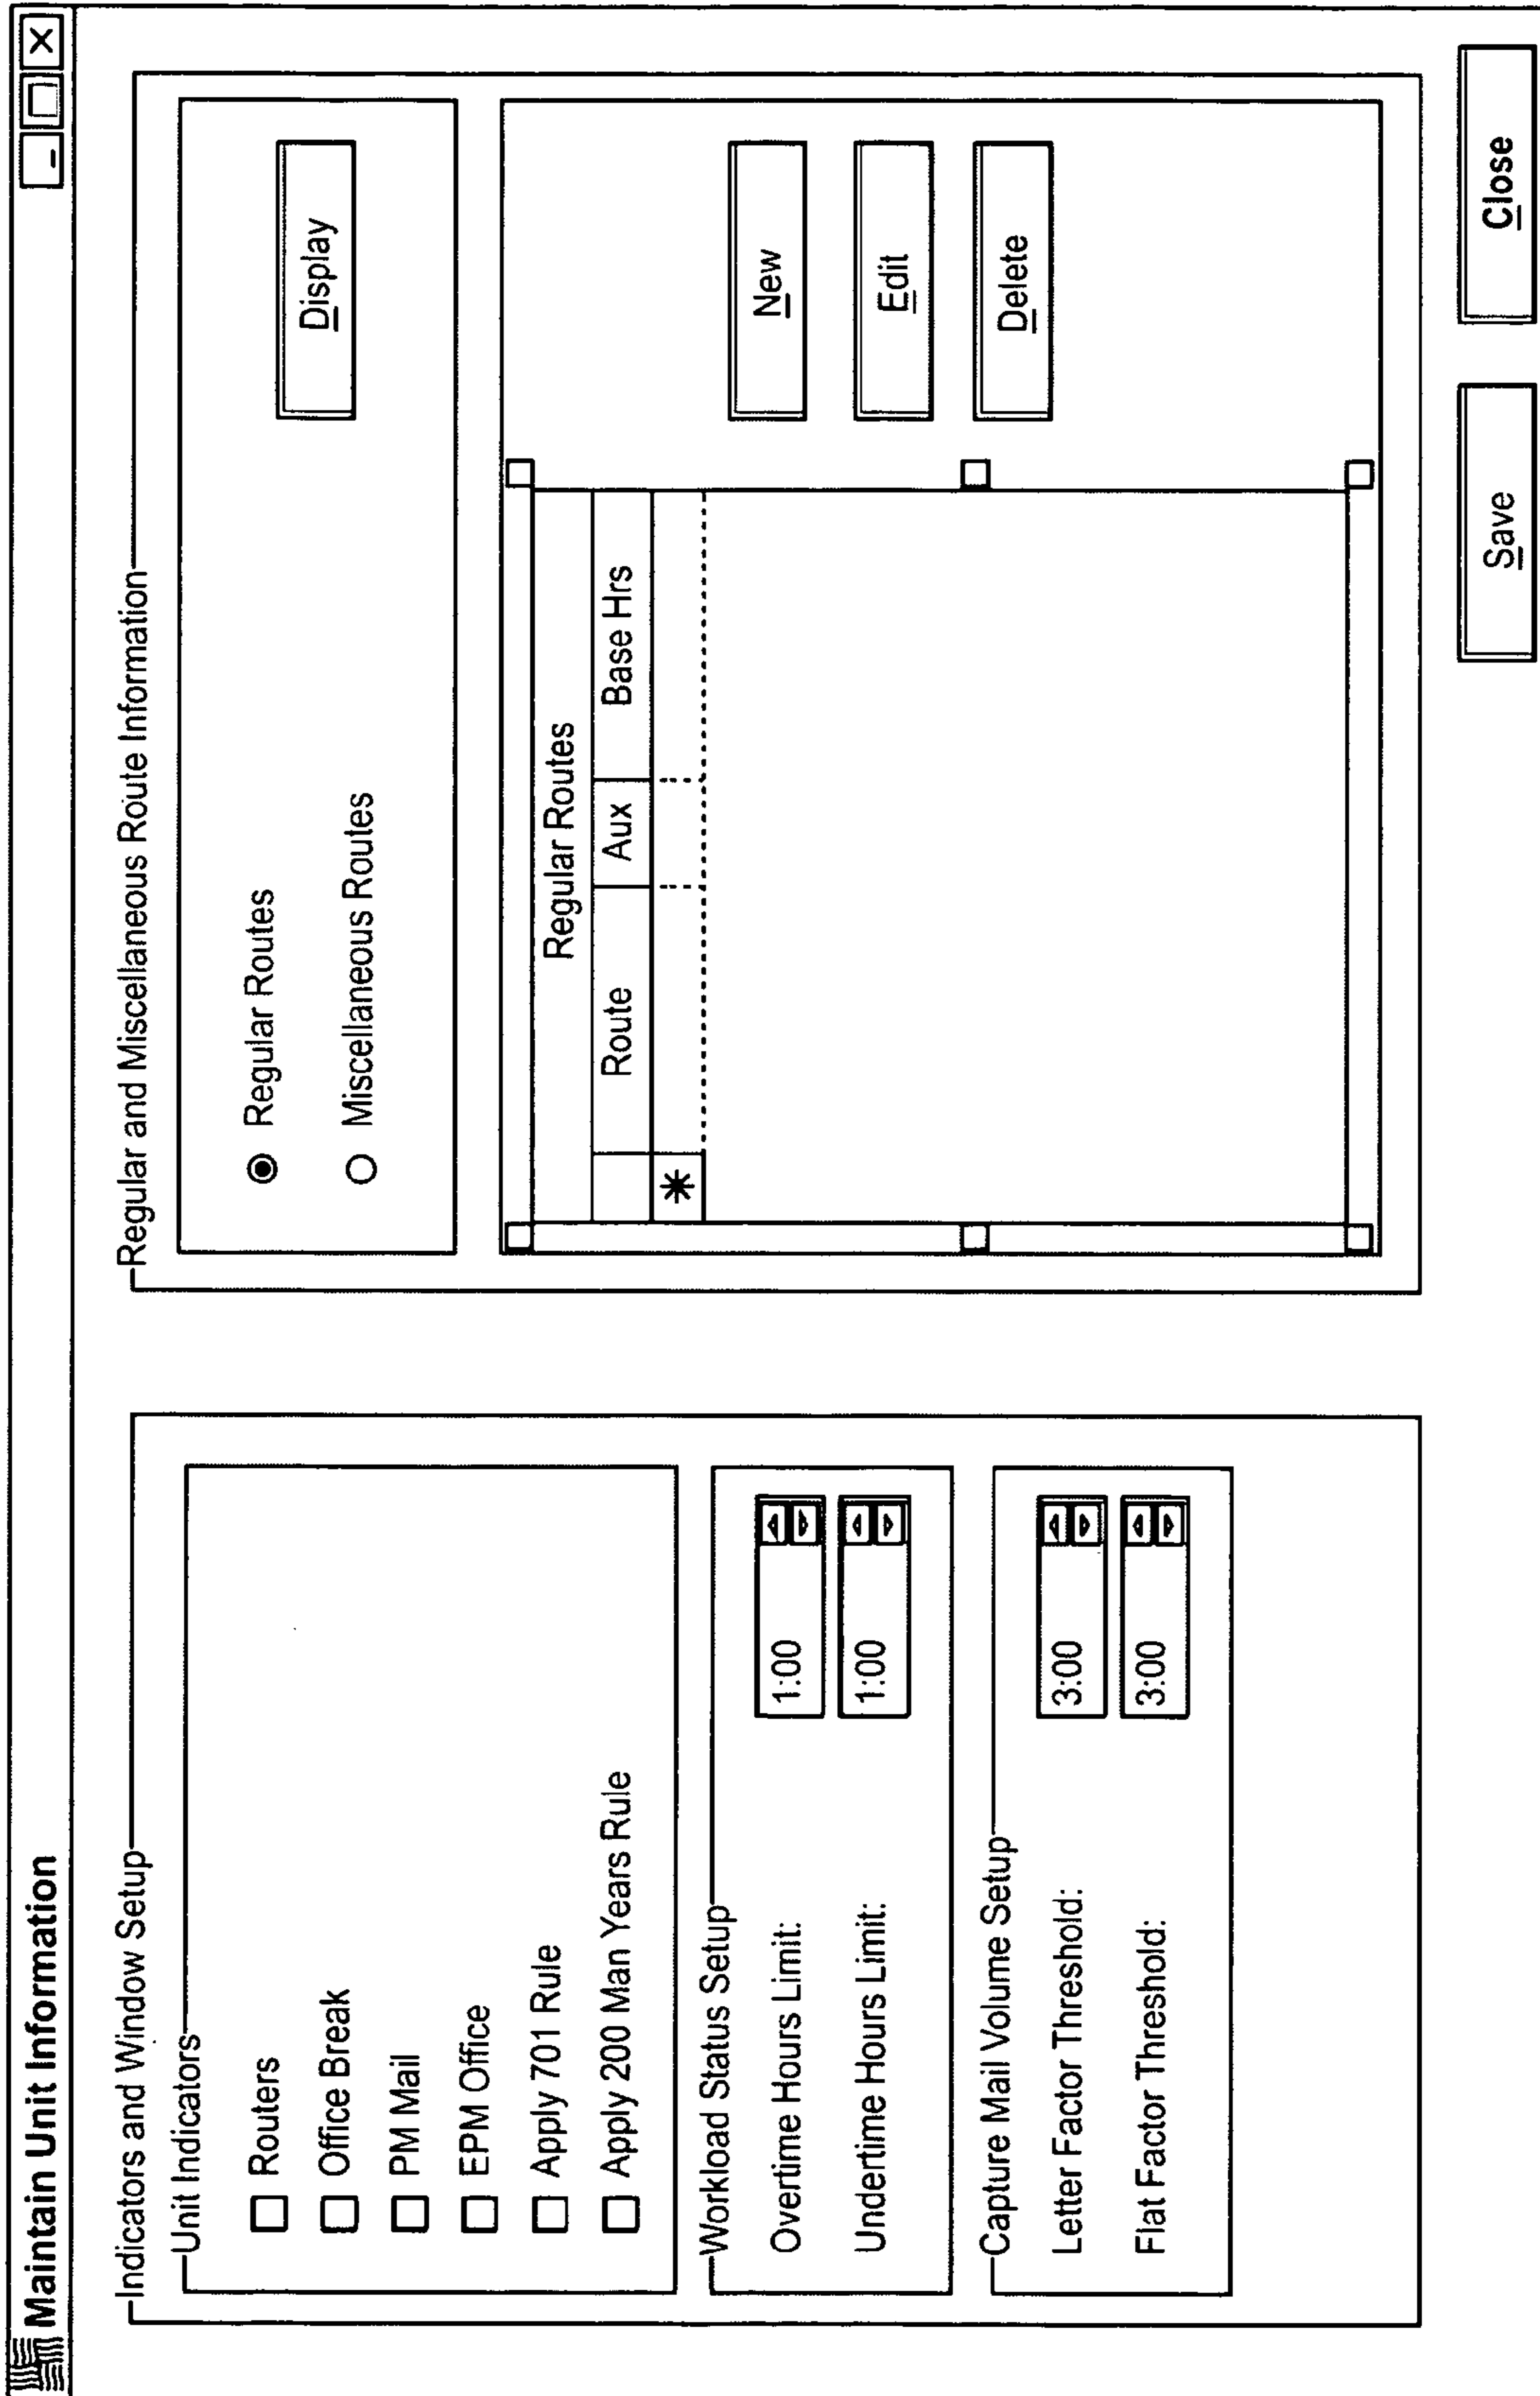 Maintain Unit Information
Indicators and Window Setup
Unit Indicators
Routers
Office Break
PM Mail
EPM Office
Apply 701 Rule
Apply 200 Man Years Rule
Workload Status Setup
Overtime Hours Limit: 1:00
Undertime Hours Limit: 1:00
Capture Mail Volume Setup
Letter Factor Threshold: 3:00
Flat Factor Threshold: 3:00
Regular and Miscellaneous Route Information
Regular Routes
Miscellaneous Routes
Display
Regular Routes
Route Aux Base Hrs
*
New
Edit
Delete
Save Close